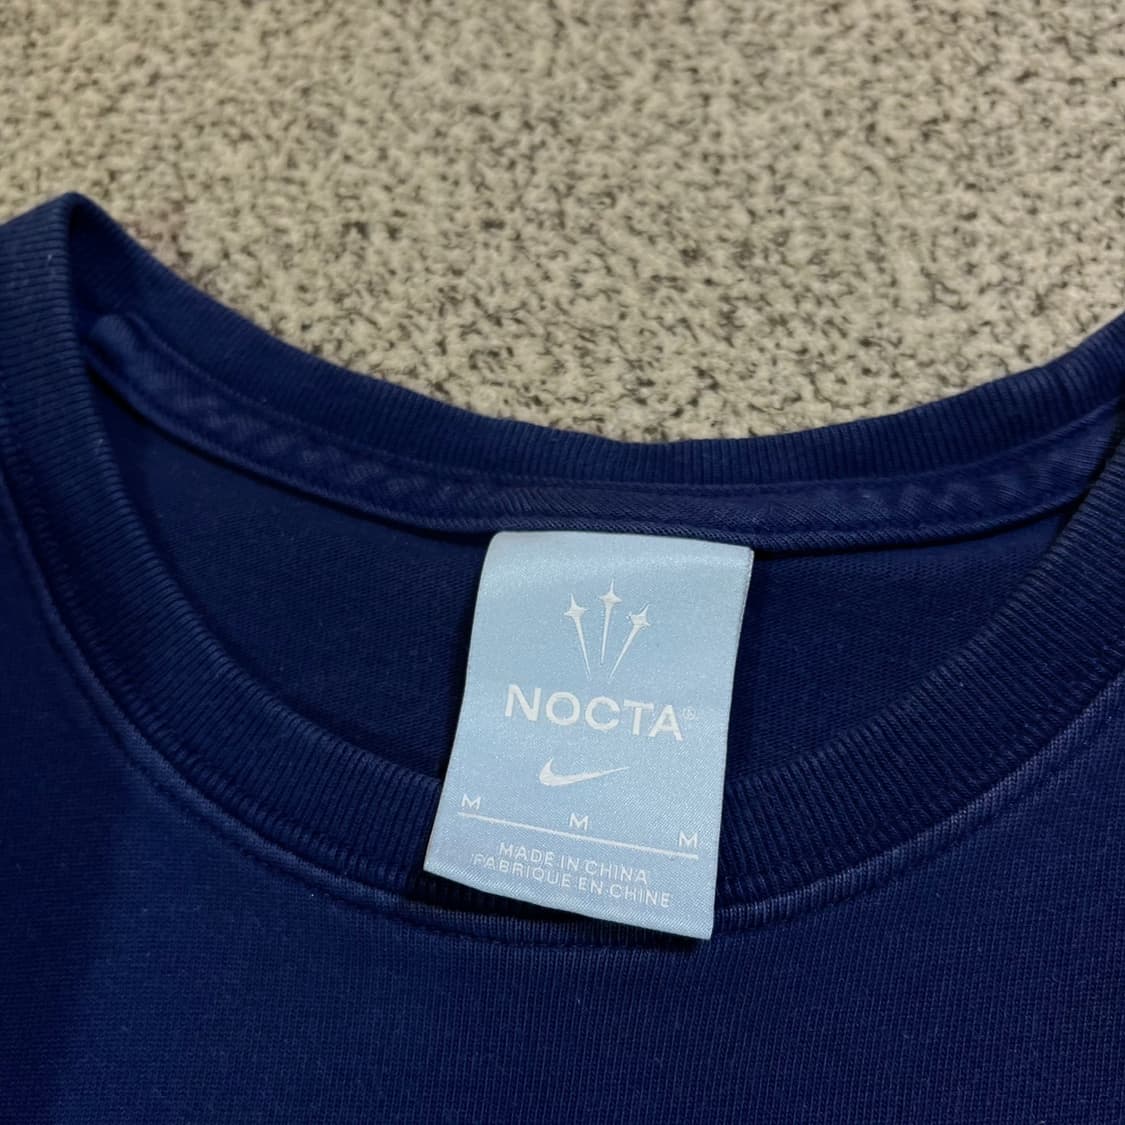 NOCTA®
M M M
MADE IN CHINA
FABRIQUE EN CHINE